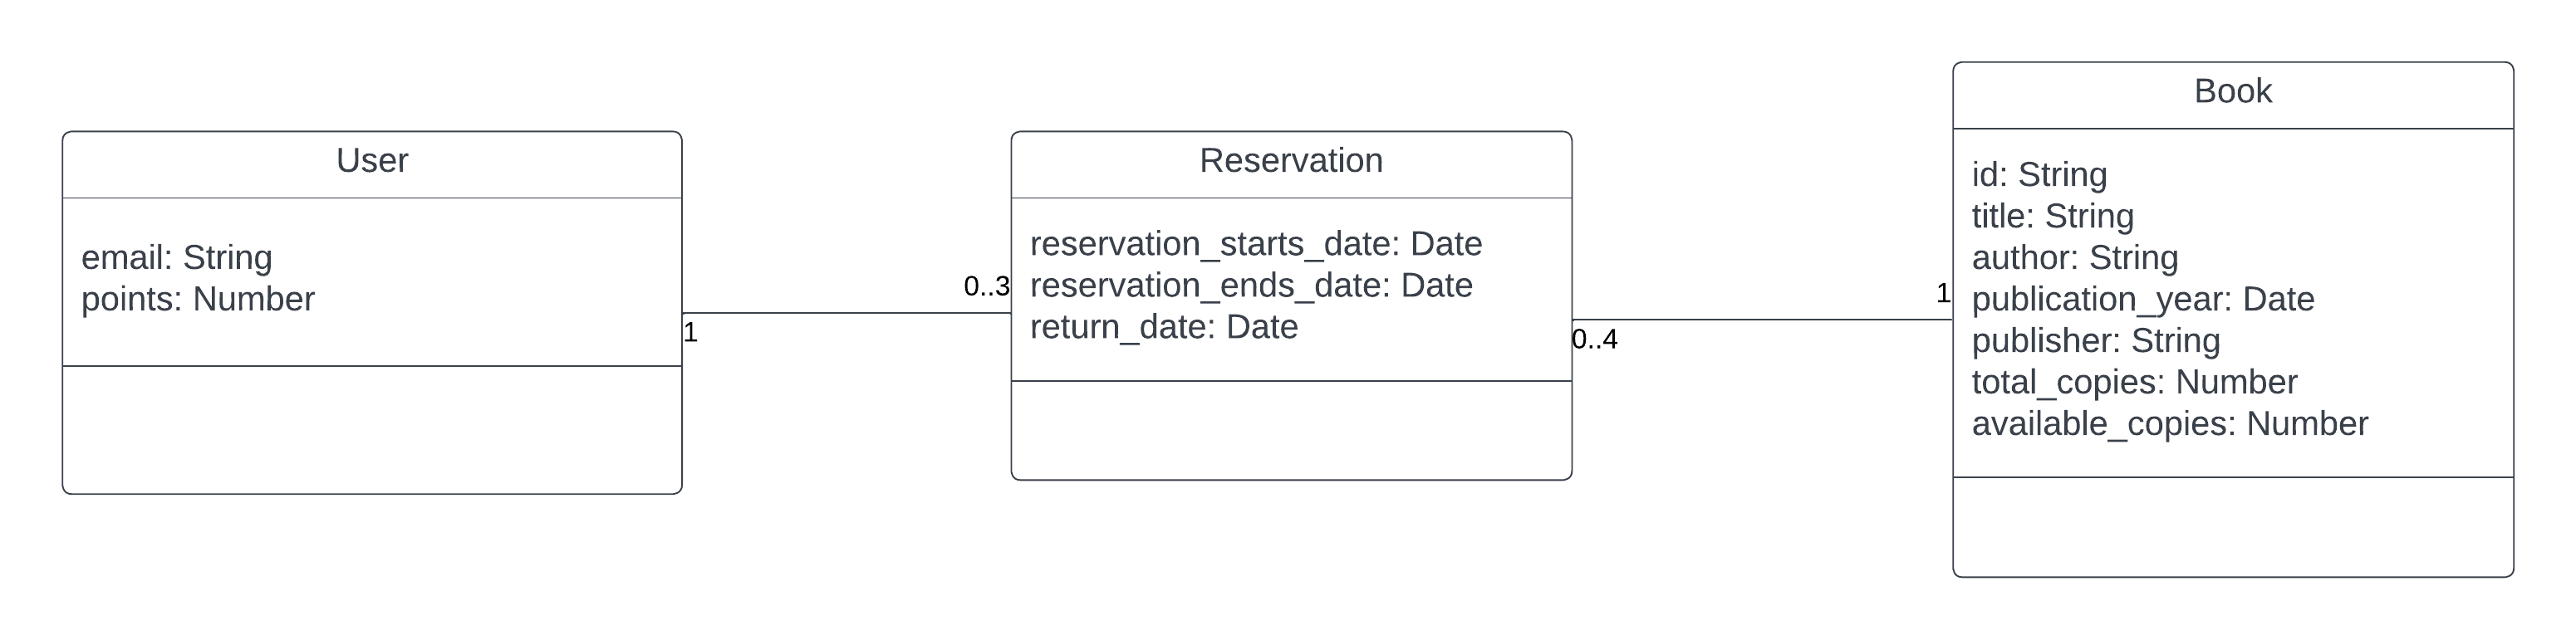 User
email: String
points: Number
1
0..3
Reservation
reservation_starts_date: Date
reservation_ends_date: Date
return_date: Date
0..4
1
Book
id: String
title: String
author: String
publication_year: Date
publisher: String
total_copies: Number
available_copies: Number